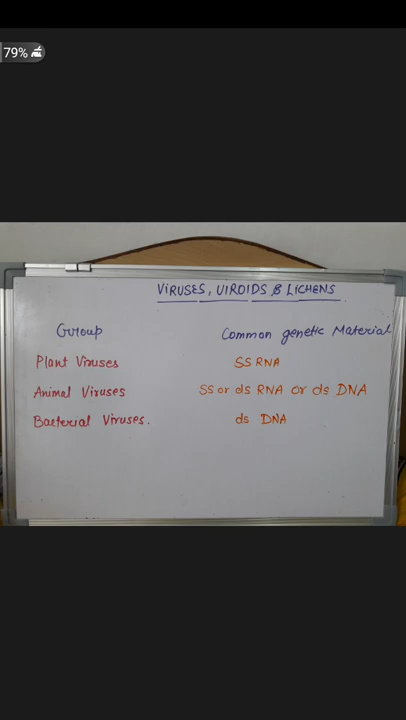 79%
VIRUSES, VIROIDS & LICHENS
Group Common genetic Material
Plant Viruses SS RNA
Animal Viruses SS or ds RNA or ds DNA
Bacterial Viruses. ds DNA